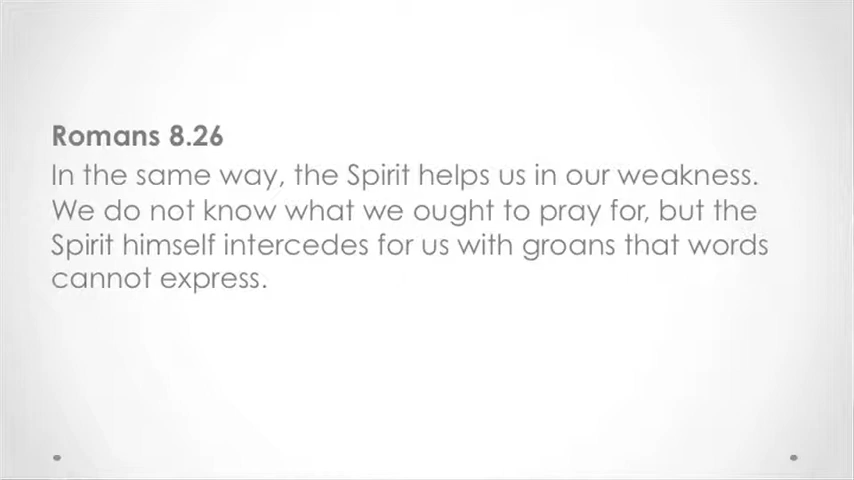 Romans 8.26
In the same way, the Spirit helps us in our weakness.
We do not know what we ought to pray for, but the
Spirit himself intercedes for us with groans that words
cannot express.